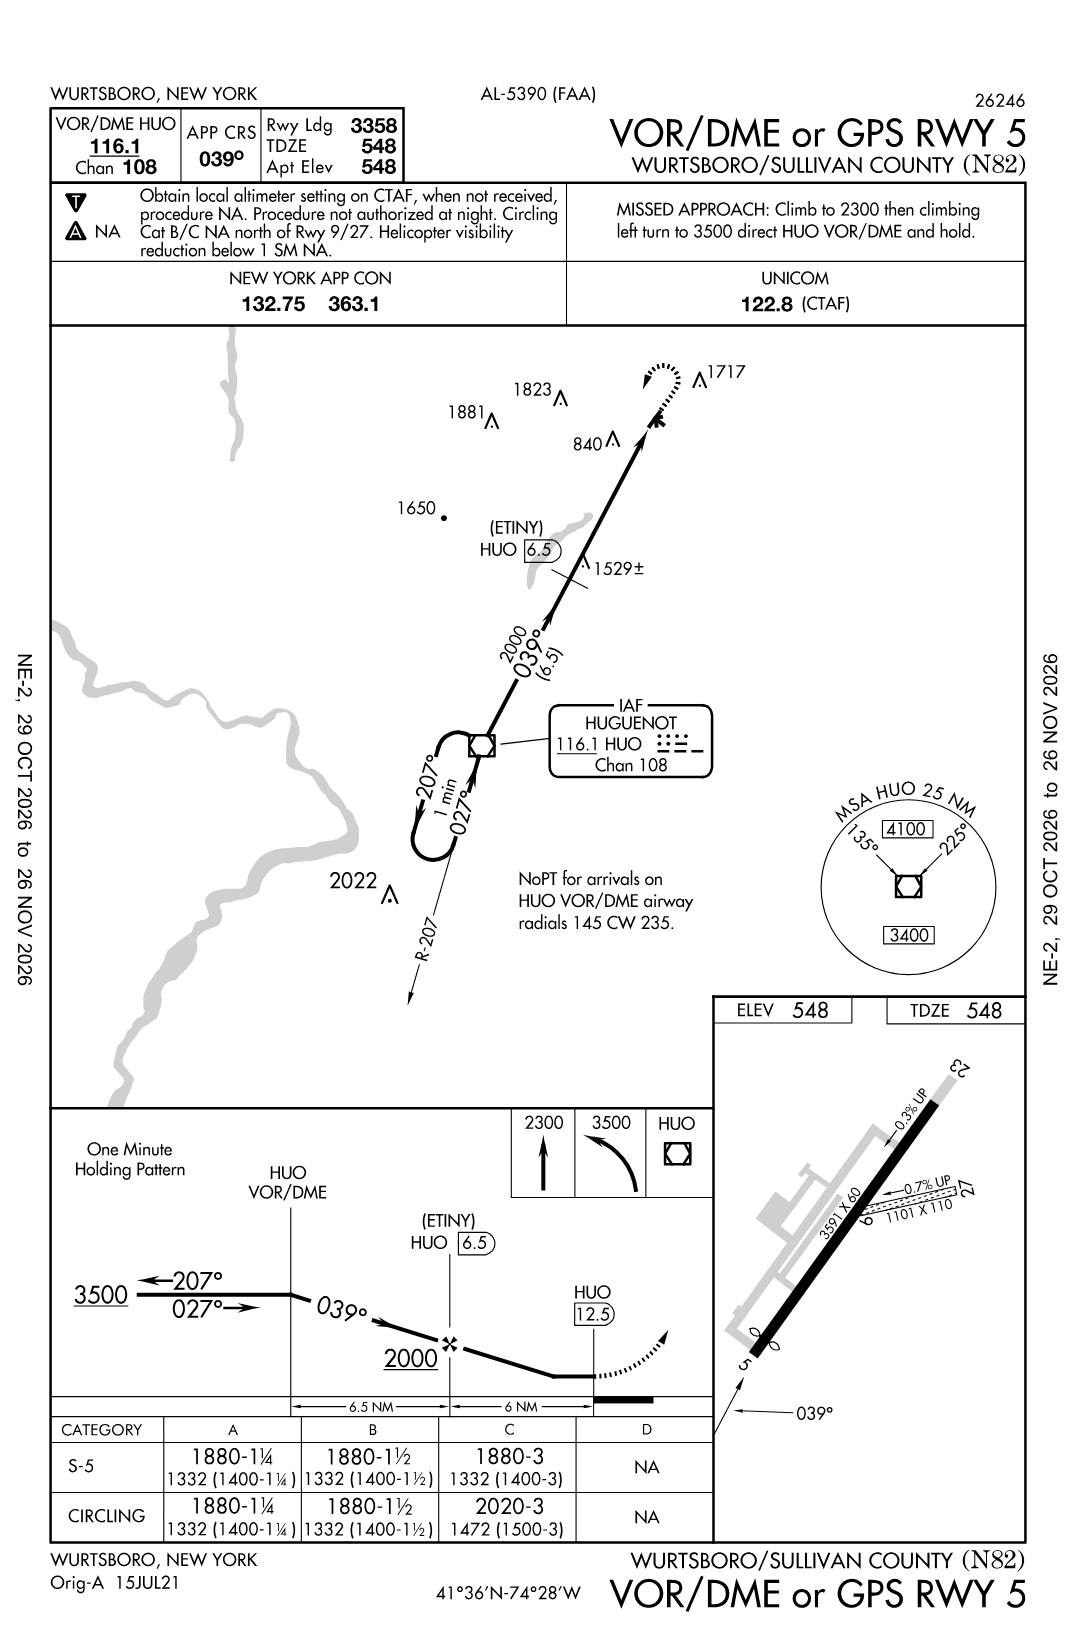 WURTSBORO, NEW YORK
AL-5390 (FAA)
26246
VOR/DME HUO
116.1
Chan 108
APP CRS
039°
Rwy Ldg 3358
TDZE 548
Apt Elev 548
VOR/DME or GPS RWY 5
WURTSBORO/SULLIVAN COUNTY (N82)
T
A NA
Obtain local altimeter setting on CTAF, when not received,
procedure NA. Procedure not authorized at night. Circling
Cat B/C NA north of Rwy 9/27. Helicopter visibility
reduction below 1 SM NA.
MISSED APPROACH: Climb to 2300 then climbing
left turn to 3500 direct HUO VOR/DME and hold.
NEW YORK APP CON
132.75 363.1
UNICOM
122.8 (CTAF)
1717
1823
1881
840
1650
(ETINY)
HUO 6.5
1529±
2000
039°
(6.5)
IAF
HUGUENOT
116.1 HUO
Chan 108
207°
1 min
027°
2022
R-207
NoPT for arrivals on
HUO VOR/DME airway
radials 145 CW 235.
MSA HUO 25 NM
4100
135°
225°
3400
NE-2, 29 OCT 2026 to 26 NOV 2026
NE-2, 29 OCT 2026 to 26 NOV 2026
ELEV 548
TDZE 548
23
0.3% UP
0.7% UP
27
9
1101 X 110
3591 X 60
5
039°
One Minute
Holding Pattern
HUO
VOR/DME
2300
3500
HUO
(ETINY)
HUO 6.5
3500
207°
027°
039°
2000
HUO
12.5
6.5 NM
6 NM
CATEGORY A B C D
S-5 1880-1¼ 1880-1½ 1880-3 NA
1332 (1400-1¼) 1332 (1400-1½) 1332 (1400-3)
CIRCLING 1880-1¼ 1880-1½ 2020-3 NA
1332 (1400-1¼) 1332 (1400-1½) 1472 (1500-3)
WURTSBORO, NEW YORK
Orig-A 15JUL21
41°36'N-74°28'W
WURTSBORO/SULLIVAN COUNTY (N82)
VOR/DME or GPS RWY 5